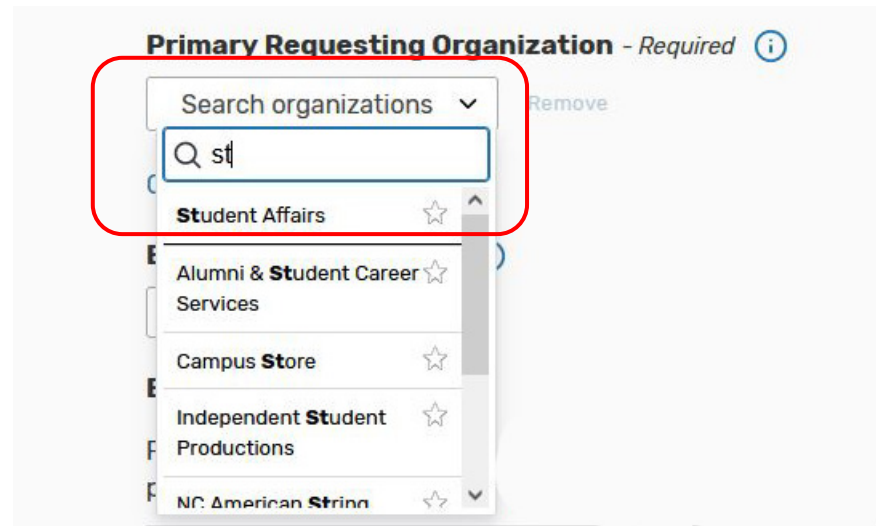 Primary Requesting Organization - Required
Search organizations Remove
st
Student Affairs
Alumni & Student Career
Services
Campus Store
Independent Student
Productions
NC American String